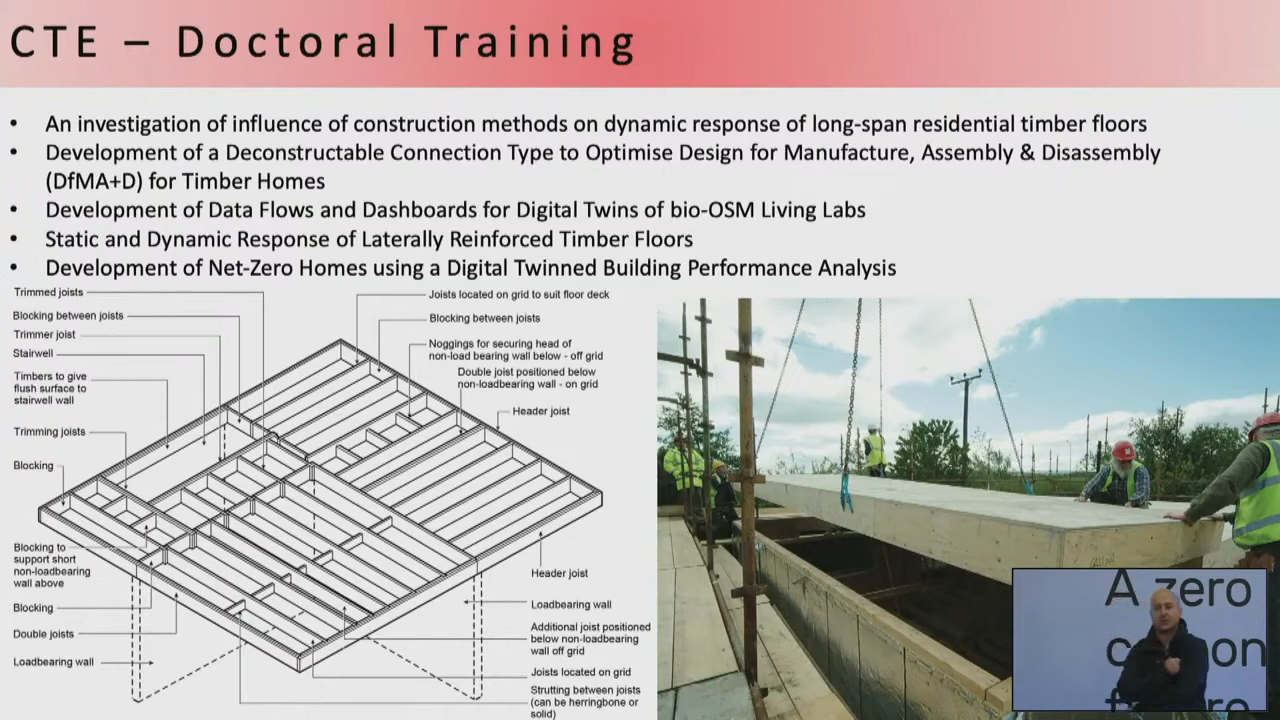 CTE – Doctoral Training
• An investigation of influence of construction methods on dynamic response of long-span residential timber floors
• Development of a Deconstructable Connection Type to Optimise Design for Manufacture, Assembly & Disassembly
(DfMA+D) for Timber Homes
• Development of Data Flows and Dashboards for Digital Twins of bio-OSM Living Labs
• Static and Dynamic Response of Laterally Reinforced Timber Floors
• Development of Net-Zero Homes using a Digital Twinned Building Performance Analysis
Trimmed joists
Blocking between joists
Trimmer joist
Stairwell
Timbers to give
flush surface to
stairwell wall
Trimming joists
Blocking
Blocking to
support short
non-loadbearing
wall above
Blocking
Double joists
Loadbearing wall
Joists located on grid to suit floor deck
Blocking between joists
Noggings for securing head of
non-load bearing wall below - off grid
Double joist positioned below
non-loadbearing wall - on grid
Header joist
Header joist
Loadbearing wall
Additional joist positioned
below non-loadbearing
wall off grid
Joists located on grid
Strutting between joists
(can be herringbone or
solid)
A zero